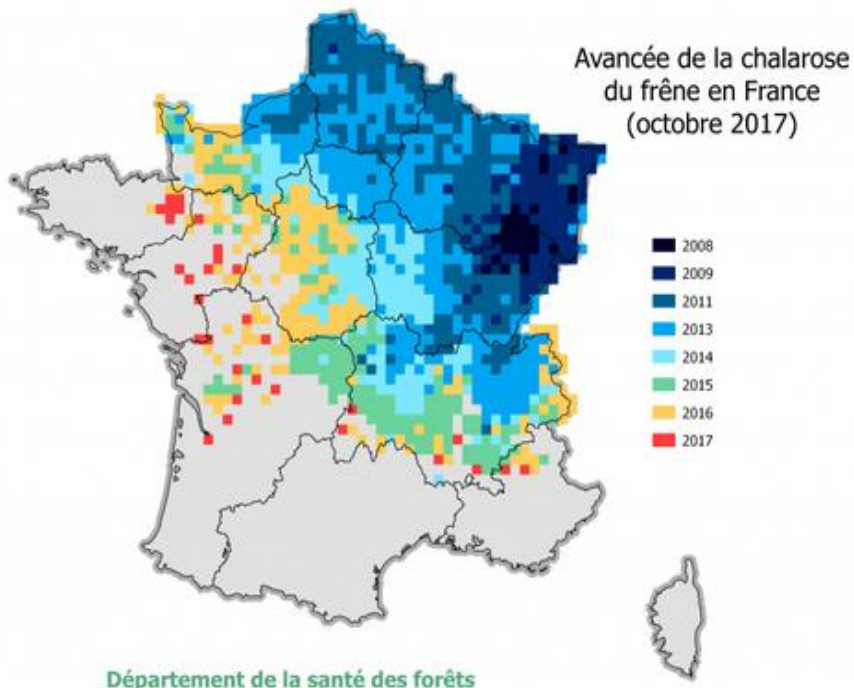 Avancée de la chalarose
du frêne en France
(octobre 2017)
2008
2009
2011
2013
2014
2015
2016
2017
Département de la santé des forêts